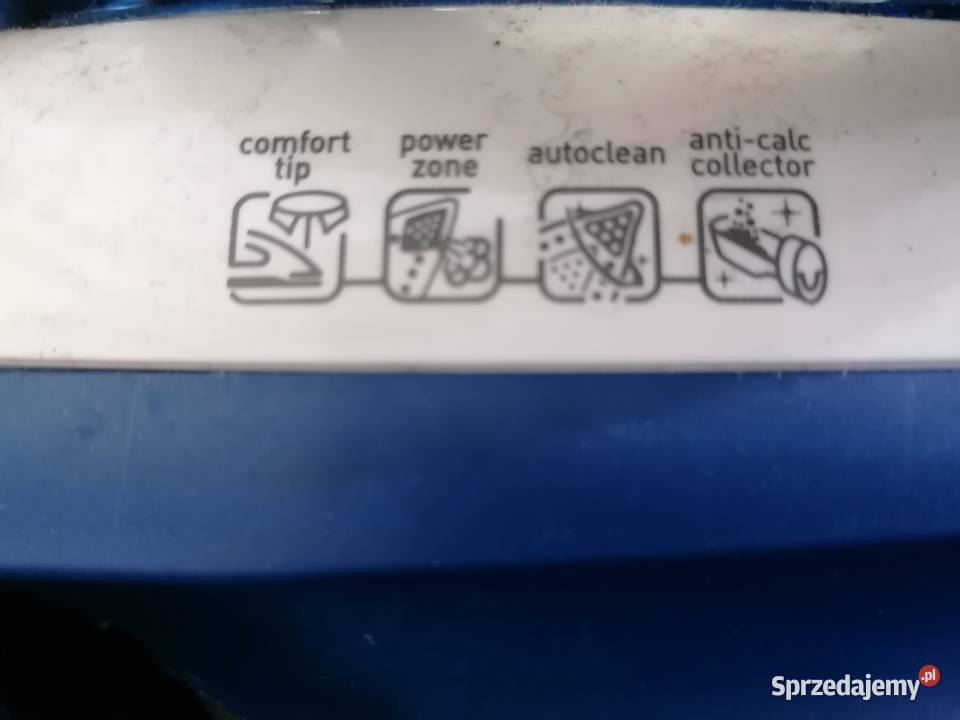 comfort
tip
power
zone
autoclean
anti-calc
collector
Sprzedajemy.pl